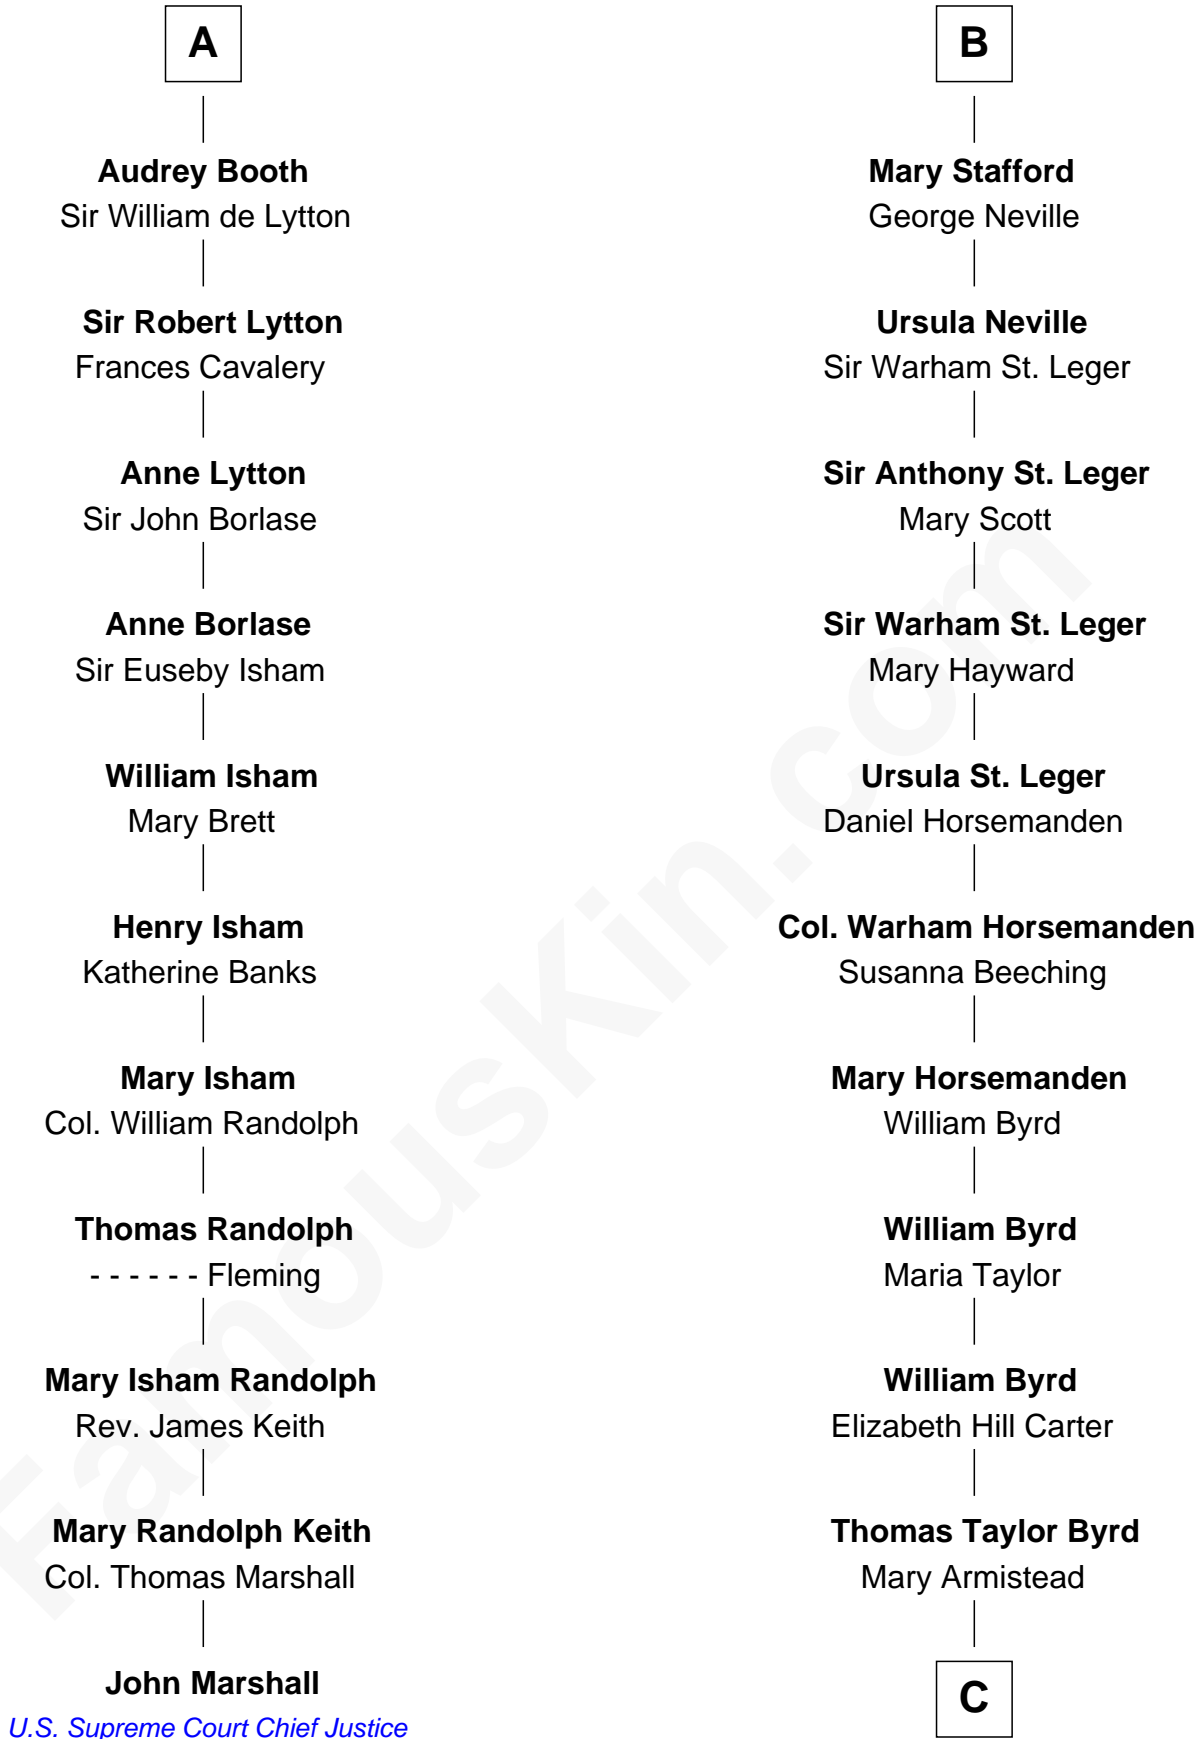 A
Audrey Booth
Sir William de Lytton
Sir Robert Lytton
Frances Cavalery
Anne Lytton
Sir John Borlase
Anne Borlase
Sir Euseby Isham
William Isham
Mary Brett
Henry Isham
Katherine Banks
Mary Isham
Col. William Randolph
Thomas Randolph
- - - - - - Fleming
Mary Isham Randolph
Rev. James Keith
Mary Randolph Keith
Col. Thomas Marshall
John Marshall
U.S. Supreme Court Chief Justice
B
Mary Stafford
George Neville
Ursula Neville
Sir Warham St. Leger
Sir Anthony St. Leger
Mary Scott
Sir Warham St. Leger
Mary Hayward
Ursula St. Leger
Daniel Horsemanden
Col. Warham Horsemanden
Susanna Beeching
Mary Horsemanden
William Byrd
William Byrd
Maria Taylor
William Byrd
Elizabeth Hill Carter
Thomas Taylor Byrd
Mary Armistead
C
FamousKin.com